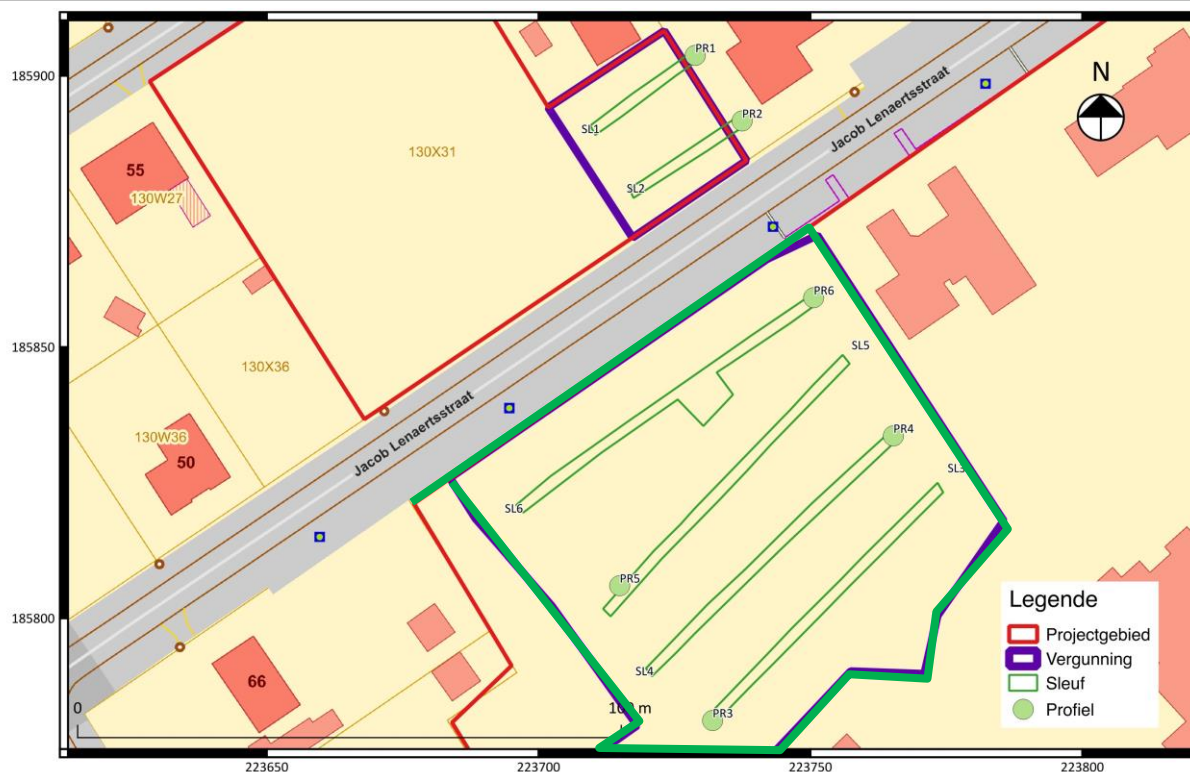 N
185900
185850
185800
PR1
SL1
PR2
SL2
Jacob Lenaertsstraat
130X31
55
130W27
PR6
SL5
130X36
Jacob Lenaertsstraat
PR4
130W36
50
SL3
SL6
PR5
SL4
66
PR3
0
100 m
Legende
Projectgebied
Vergunning
Sleuf
Profiel
223650
223700
223750
223800